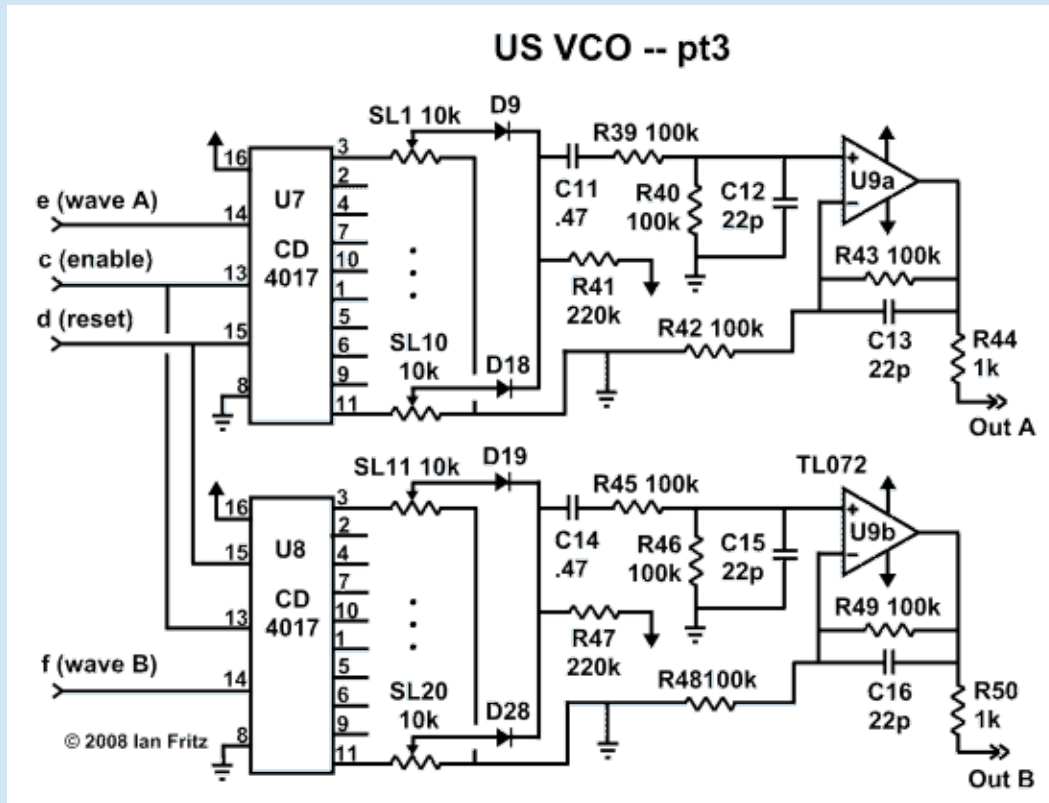 US VCO -- pt3
SL1 10k
D9
R39 100k
C11
.47
R40
100k
C12
22p
U9a
+
−
R43 100k
R41
220k
R42 100k
C13
22p
R44
1k
Out A
e (wave A)
c (enable)
d (reset)
16
14
13
15
8
U7
CD
4017
3
2
4
7
10
1
5
6
9
11
SL10
10k
D18
SL11 10k
D19
R45 100k
TL072
C14
.47
R46
100k
C15
22p
U9b
+
−
R49 100k
R47
220k
R48100k
C16
22p
R50
1k
Out B
16
15
13
14
8
U8
CD
4017
3
2
4
7
10
1
5
6
9
11
SL20
10k
D28
f (wave B)
© 2008 Ian Fritz